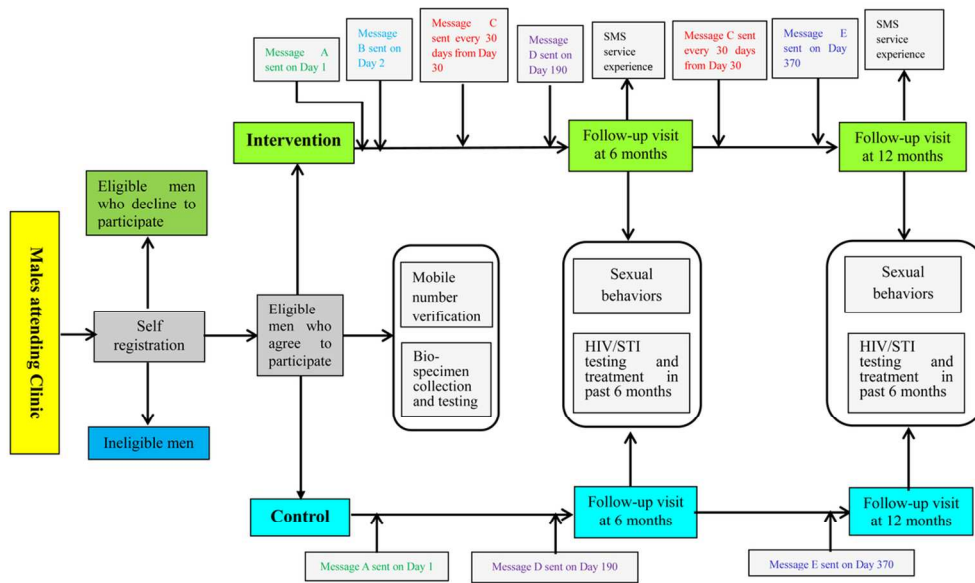 Message A
sent on Day 1
Message
B sent on
Day 2
Message C
sent every 30
days from Day
30
Message
D sent on
Day 190
SMS
service
experience
Message C sent
every 30 days
from Day 30
Message E
sent on Day
370
SMS
service
experience
Intervention
Follow-up visit
at 6 months
Follow-up visit
at 12 months
Eligible men
who decline to
participate
Males attending Clinic
Self
registration
Eligible
men who
agree to
participate
Ineligible men
Mobile
number
verification
Bio-
specimen
collection
and testing
Sexual
behaviors
HIV/STI
testing and
treatment in
past 6 months
Sexual
behaviors
HIV/STI
testing and
treatment in
past 6 months
Control
Follow-up visit
at 6 months
Follow-up visit
at 12 months
Message A sent on Day 1
Message D sent on Day 190
Message E sent on Day 370